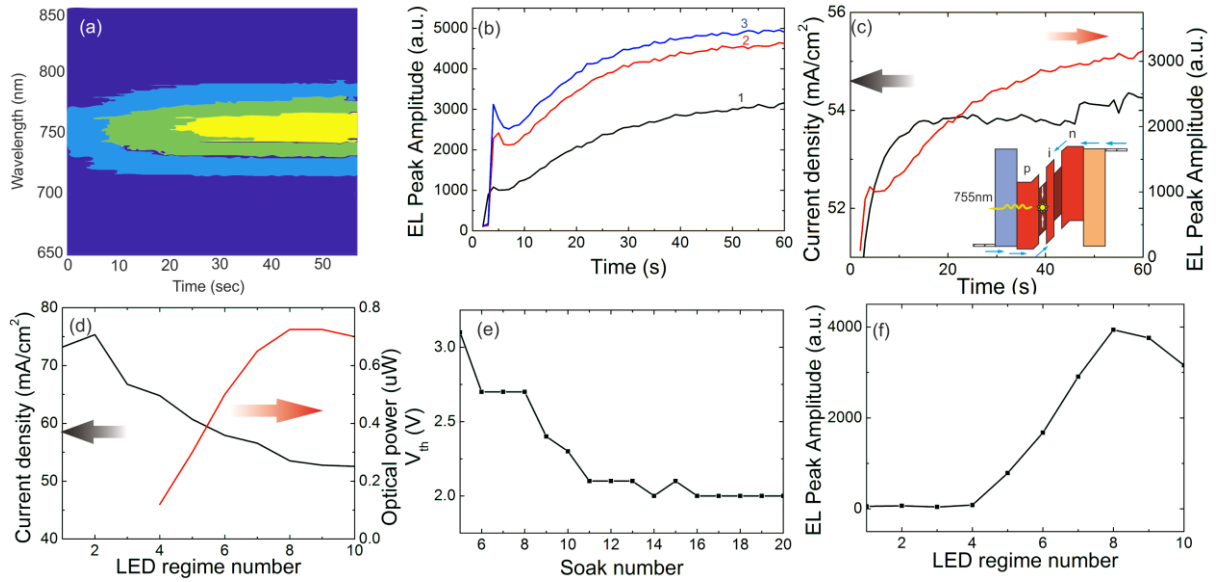 (a)
Wavelength (nm)
850
800
750
700
650
0 10 20 30 40 50
Time (sec)
(b)
EL Peak Amplitude (a.u.)
5000
4000
3000
2000
1000
0
3
2
1
0 10 20 30 40 50 60
Time (s)
(c)
Current density (mA/cm²)
56
54
52
EL Peak Amplitude (a.u.)
3000
2000
1000
0
n
i
p
755nm
0 20 40 60
Time (s)
(d)
Current density (mA/cm²)
80
75
70
65
60
55
50
45
40
Optical power (uW)
0.8
0.6
0.4
0.2
0.0
2 4 6 8 10
LED regime number
(e)
Vth (V)
3.0
2.5
2.0
6 8 10 12 14 16 18 20
Soak number
(f)
EL Peak Amplitude (a.u.)
4000
2000
0
2 4 6 8 10
LED regime number